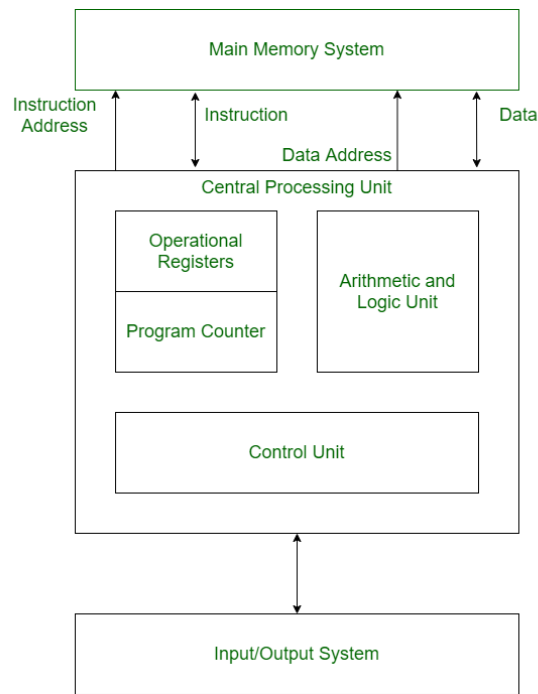 Main Memory System
Instruction
Address
Instruction
Data Address
Data
Central Processing Unit
Operational
Registers
Program Counter
Arithmetic and
Logic Unit
Control Unit
Input/Output System